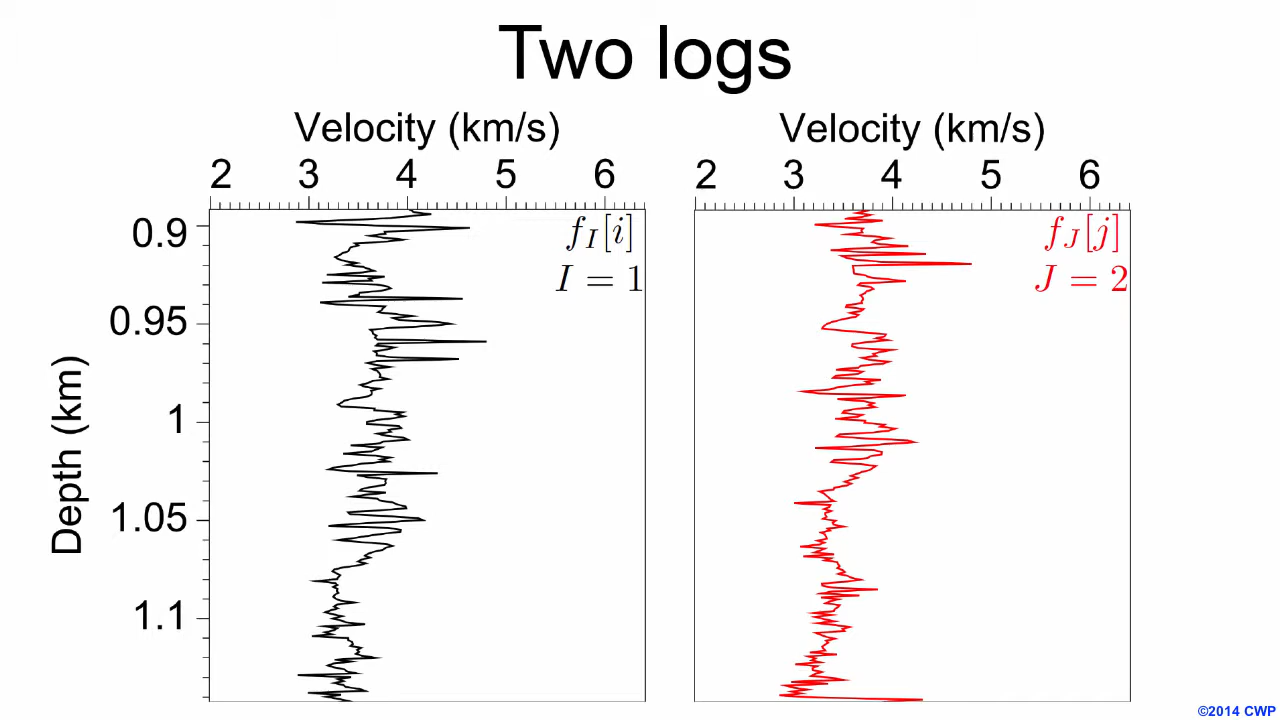 Two logs
Velocity (km/s)
2 3 4 5 6
Depth (km)
0.9
0.95
1
1.05
1.1
f_I[i]
I = 1
Velocity (km/s)
2 3 4 5 6
f_J[j]
J = 2
©2014 CWP